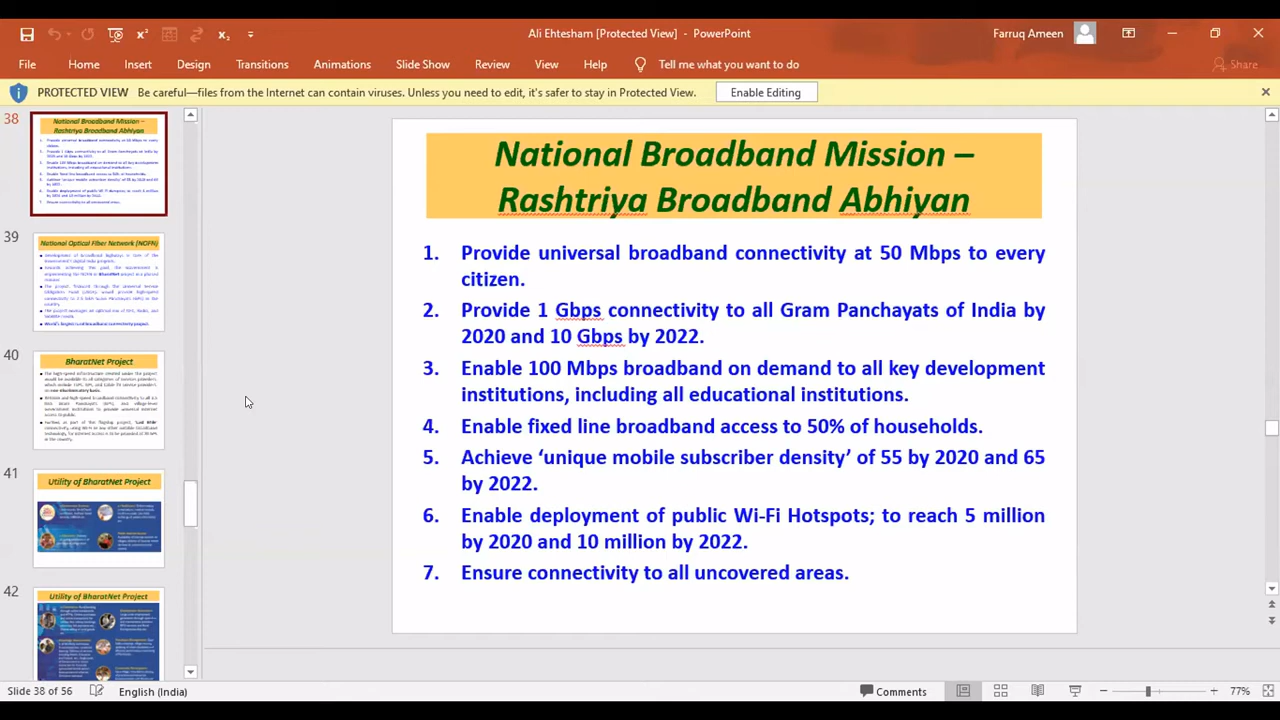 Ali Ehtesham [Protected View] - PowerPoint
Farruq Ameen
File Home Insert Design Transitions Animations Slide Show Review View Help Tell me what you want to do Share
PROTECTED VIEW Be careful—files from the Internet can contain viruses. Unless you need to edit, it's safer to stay in Protected View. Enable Editing
38
National Broadband Mission –
Rashtriya Broadband Abhiyan
39
National Optical Fiber Network (NOFN)
40
BharatNet Project
41
Utility of BharatNet Project
42
Utility of BharatNet Project
National Broadband Mission –
Rashtriya Broadband Abhiyan
1. Provide universal broadband connectivity at 50 Mbps to every
citizen.
2. Provide 1 Gbps connectivity to all Gram Panchayats of India by
2020 and 10 Gbps by 2022.
3. Enable 100 Mbps broadband on demand to all key development
institutions, including all educational institutions.
4. Enable fixed line broadband access to 50% of households.
5. Achieve ‘unique mobile subscriber density’ of 55 by 2020 and 65
by 2022.
6. Enable deployment of public Wi-Fi Hotspots; to reach 5 million
by 2020 and 10 million by 2022.
7. Ensure connectivity to all uncovered areas.
Slide 38 of 56 English (India) Comments 77%